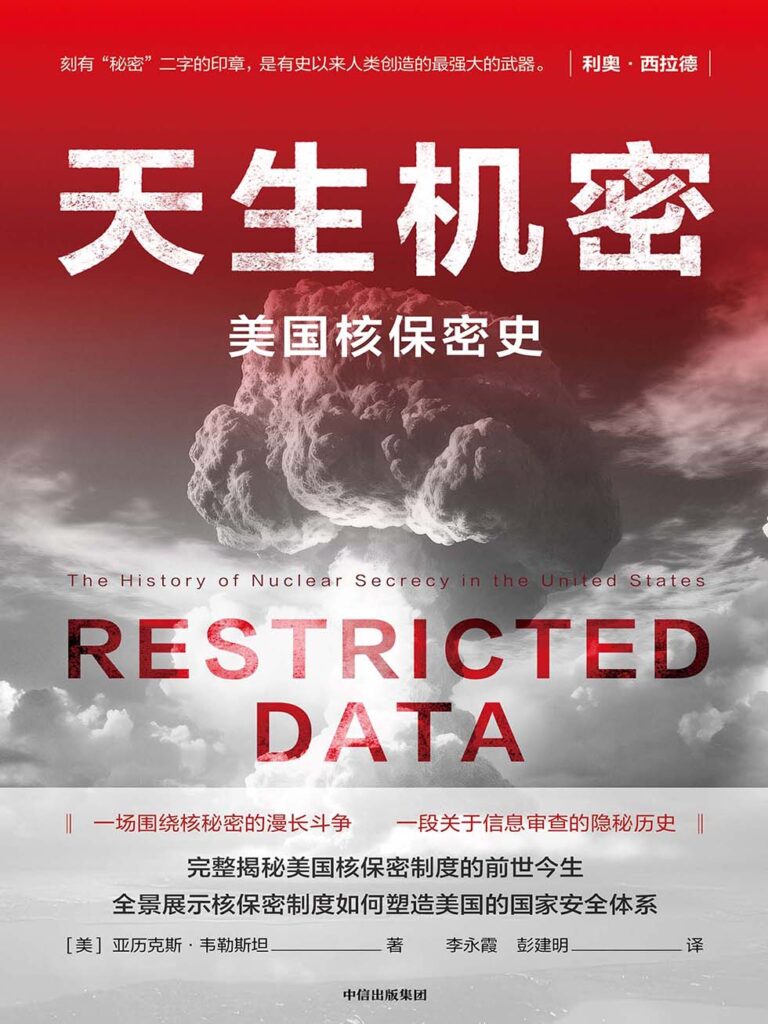 刻有“秘密”二字的印章，是有史以来人类创造的最强大的武器。 | 利奥·西拉德 |
天生机密
美国核保密史
The History of Nuclear Secrecy in the United States
RESTRICTED
DATA
‖ 一场围绕核秘密的漫长斗争 一段关于信息审查的隐秘历史 ‖
完整揭秘美国核保密制度的前世今生
全景展示核保密制度如何塑造美国的国家安全体系
[美] 亚历克斯·韦勒斯坦 著 李永霞 彭建明 译
中信出版集团